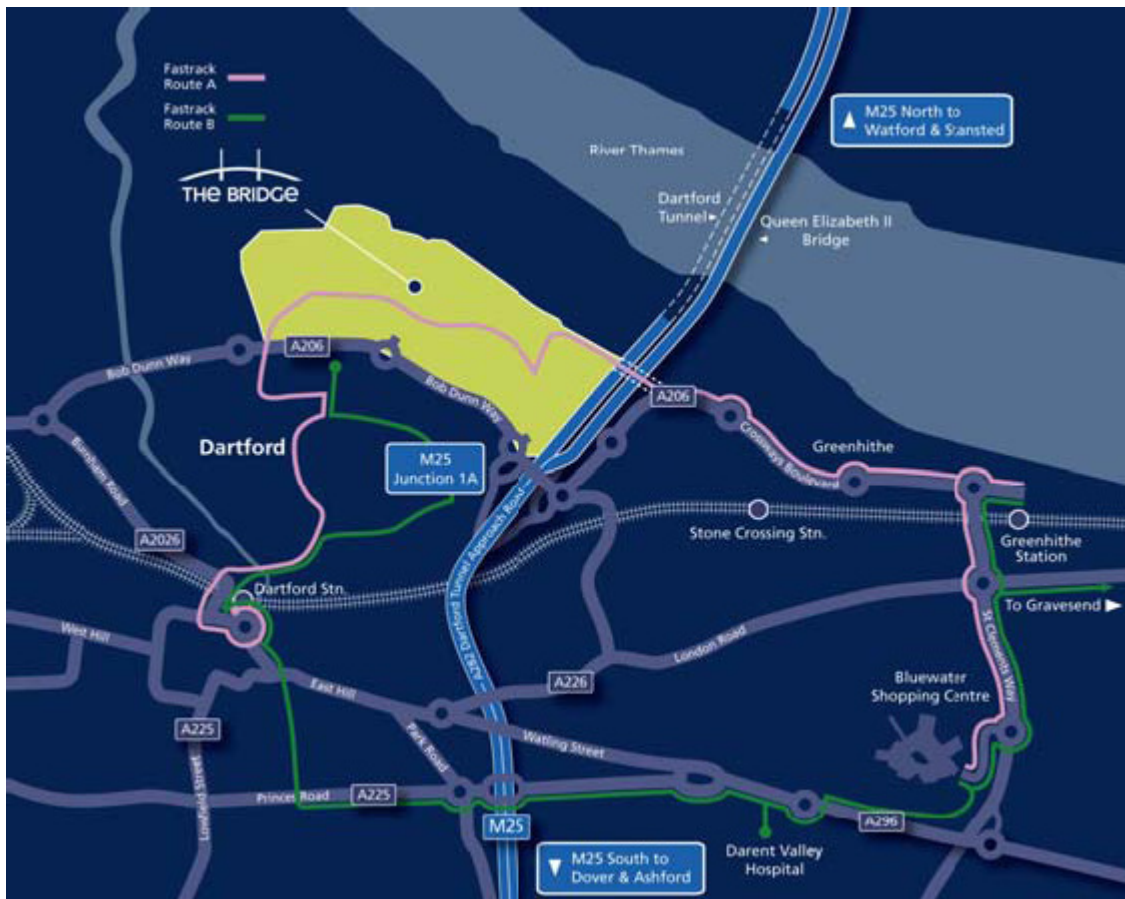 Fastrack
Route A
Fastrack
Route B
THE BRIDGE
M25 North to
Watford & Stansted
River Thames
Dartford
Tunnel
Queen Elizabeth II
Bridge
A206
Bob Dunn Way
Bob Dunn Way
A206
Crossways Boulevard
Greenhithe
Dartford
M25
Junction 1A
Burnham Road
A2026
Stone Crossing Stn.
Greenhithe
Station
Dartford Stn.
A282 Dartford Tunnel Approach Road
To Gravesend
West Hill
London Road
St Clements Way
East Hill
A226
Bluewater
Shopping Centre
A225
Park Road
Watling Street
Lowfield Street
Princes Road
A225
M25
A296
Darent Valley
Hospital
M25 South to
Dover & Ashford